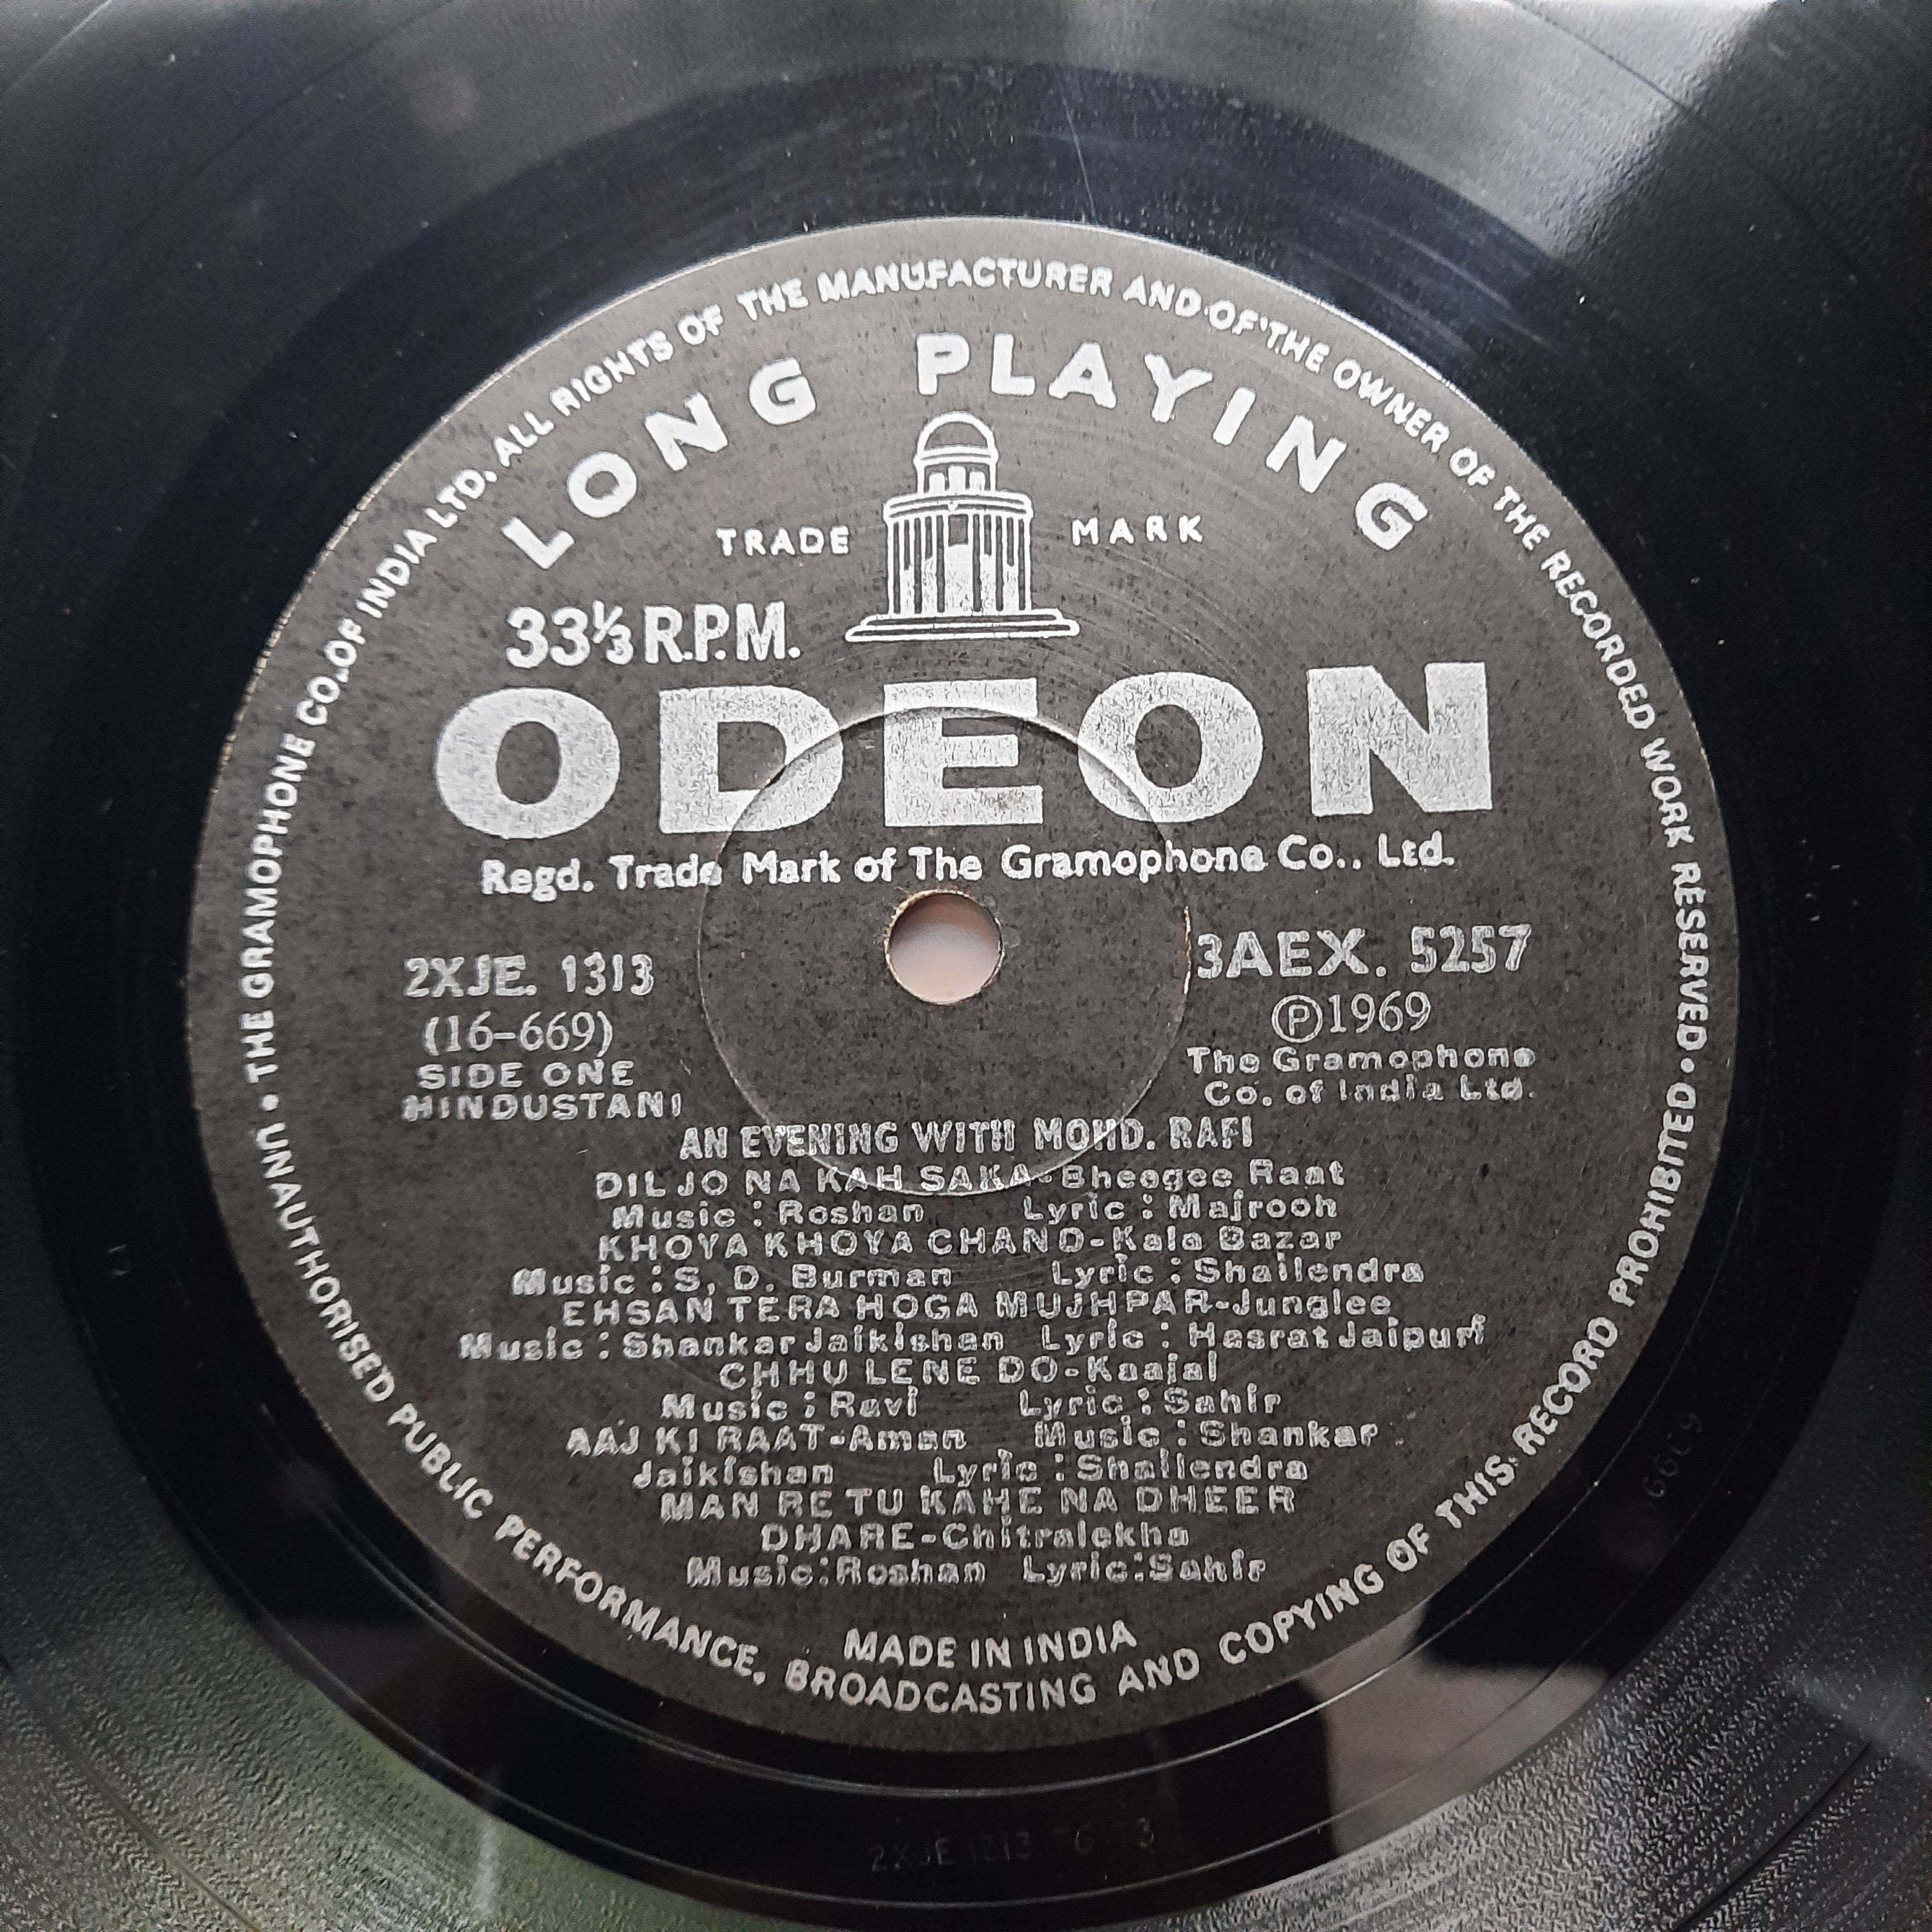 THE GRAMOPHONE CO. OF INDIA LTD. ALL RIGHTS OF THE MANUFACTURER AND OF THE OWNER OF THE RECORDED WORK RESERVED •
UNAUTHORISED PUBLIC PERFORMANCE, BROADCASTING AND COPYING OF THIS RECORD PROHIBITED •
LONG PLAYING
TRADE MARK
33⅓ R.P.M.
ODEON
Regd. Trade Mark of The Gramophone Co., Ltd.
2XJE. 1313
(16-669)
SIDE ONE
HINDUSTANI
3AEX. 5257
Ⓟ1969
The Gramophone
Co. of India Ltd.
AN EVENING WITH MOHD. RAFI
DIL JO NA KAH SAKA-Bheegee Raat
Music : Roshan Lyric : Majrooh
KHOYA KHOYA CHAND-Kala Bazar
Music : S. D. Burman Lyric : Shailendra
EHSAN TERA HOGA MUJHPAR-Junglee
Music : Shankar Jaikishan Lyric : Hasrat Jaipuri
CHHU LENE DO-Kaajal
Music : Ravi Lyric : Sahir
AAJ KI RAAT-Aman Music : Shankar
Jaikishan Lyric : Shailendra
MAN RE TU KAHE NA DHEER
DHARE-Chitralekha
Music:Roshan Lyric:Sahir
MADE IN INDIA
2XJE 1313